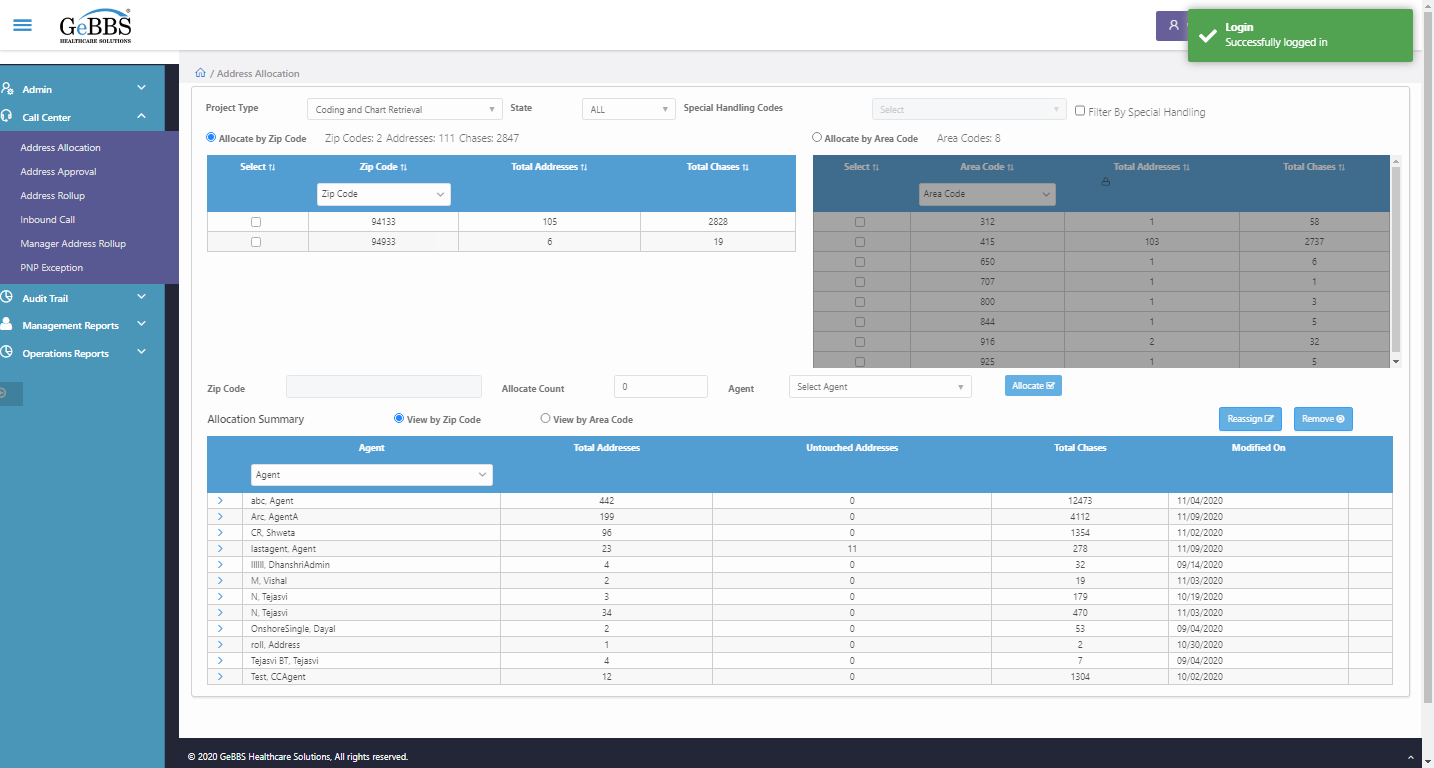 GeBBS
HEALTHCARE SOLUTIONS
Login
Successfully logged in
Admin
Call Center
Address Allocation
Address Approval
Address Rollup
Inbound Call
Manager Address Rollup
PNP Exception
Audit Trail
Management Reports
Operations Reports
/ Address Allocation
Project Type Coding and Chart Retrieval State ALL Special Handling Codes Select Filter By Special Handling
Allocate by Zip Code Zip Codes: 2 Addresses: 111 Chases: 2847
Select Zip Code Total Addresses Total Chases
Zip Code
94133 105 2828
94933 6 19
Allocate by Area Code Area Codes: 8
Select Area Code Total Addresses Total Chases
Area Code
312 1 58
415 103 2737
650 1 6
707 1 1
800 1 3
844 1 5
916 2 32
925 1 5
Zip Code Allocate Count 0 Agent Select Agent Allocate
Allocation Summary View by Zip Code View by Area Code Reassign Remove
Agent Total Addresses Untouched Addresses Total Chases Modified On
Agent
abc, Agent 442 0 12473 11/04/2020
Arc, AgentA 199 0 4112 11/09/2020
CR, Shweta 96 0 1354 11/02/2020
lastagent, Agent 23 11 278 11/09/2020
DhanshriAdmin 4 0 32 09/14/2020
M, Vishal 2 0 19 11/03/2020
N, Tejasvi 3 0 179 10/19/2020
N, Tejasvi 34 0 470 11/03/2020
OnshoreSingle, Dayal 2 0 53 09/04/2020
roll, Address 1 0 2 10/30/2020
Tejasvi BT, Tejasvi 4 0 7 09/04/2020
Test, CCAgent 12 0 1304 10/02/2020
© 2020 GeBBS Healthcare Solutions, All rights reserved.